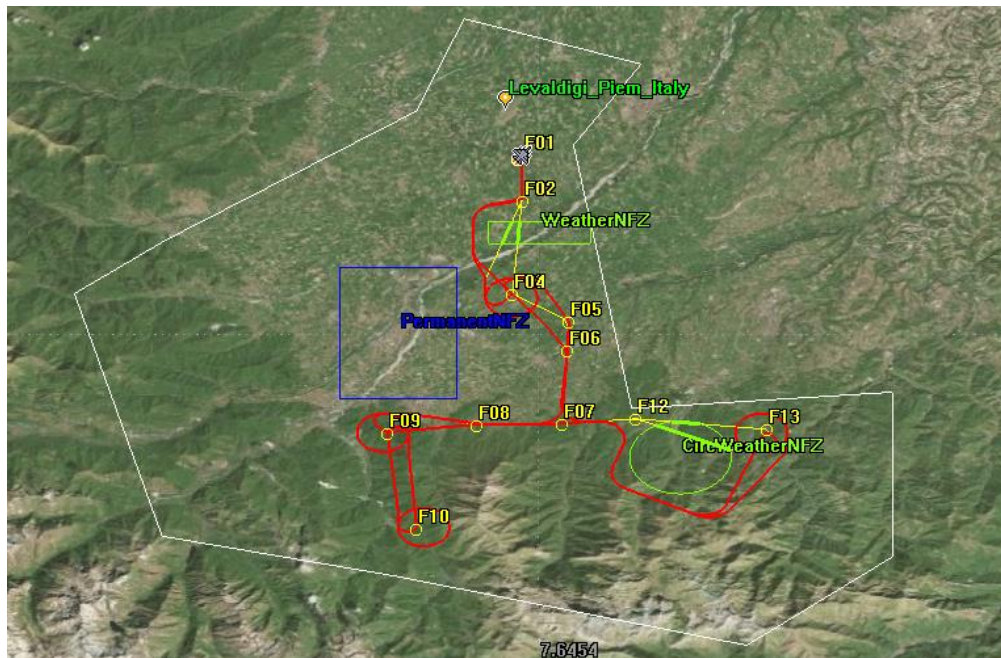 Levaldigi_Piem_Italy
F01
F02
WeatherNFZ
F04
PermanentNFZ
F05
F06
F12
F08
F07
F09
F13
CircWeatherNFZ
F10
7.6454